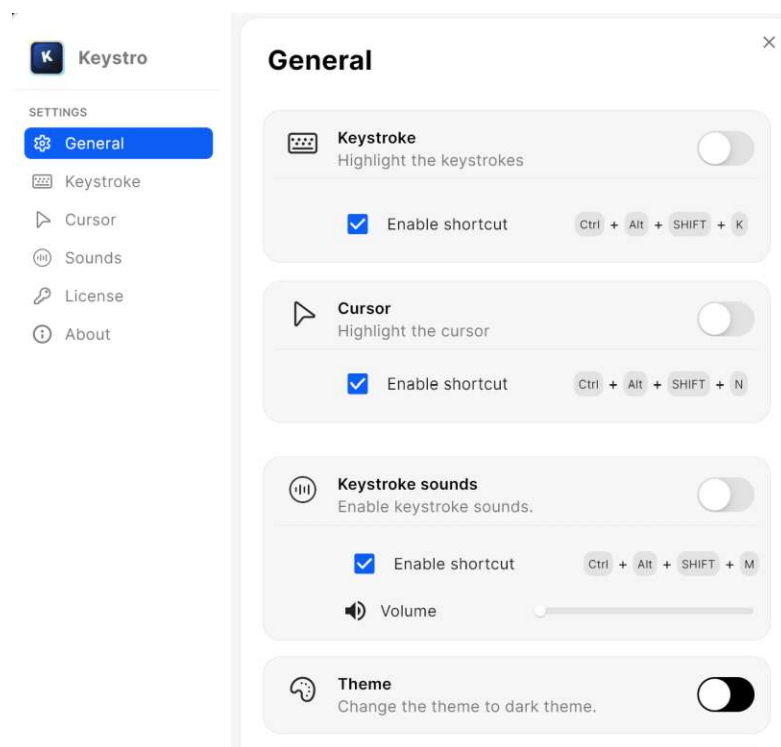 K Keystro
SETTINGS
General
Keystroke
Cursor
Sounds
License
About
General
Keystroke
Highlight the keystrokes
Enable shortcut Ctrl + Alt + SHIFT + K
Cursor
Highlight the cursor
Enable shortcut Ctrl + Alt + SHIFT + N
Keystroke sounds
Enable keystroke sounds.
Enable shortcut Ctrl + Alt + SHIFT + M
Volume
Theme
Change the theme to dark theme.